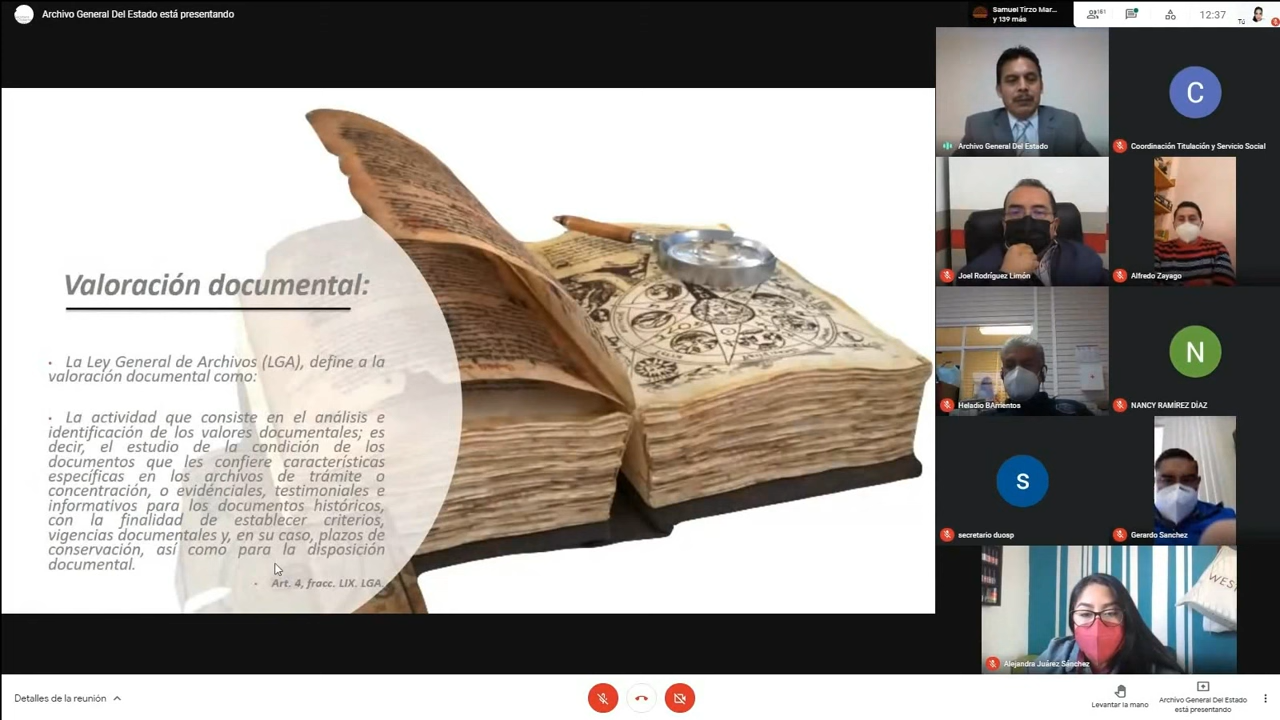 Archivo General Del Estado está presentando
Samuel Tirzo Mar...
y 139 más
161
12:37
Tú
Valoración documental:
• La Ley General de Archivos (LGA), define a la
valoración documental como:
• La actividad que consiste en el análisis e
identificación de los valores documentales; es
decir, el estudio de la condición de los
documentos que les confiere características
específicas en los archivos de trámite o
concentración, o evidénciales, testimoniales e
informativos para los documentos históricos,
con la finalidad de establecer criterios,
vigencias documentales y, en su caso, plazos de
conservación, así como para la disposición
documental.
• Art. 4, fracc. LIX. LGA.
Archivo General Del Estado
C
Coordinación Titulación y Servicio Social
Joel Rodríguez Limón
Alfredo Zayago
Heladio BArrientos
N
NANCY RAMÍREZ DÍAZ
s
secretario duosp
Gerardo Sanchez
WEST
Alejandra Juárez Sánchez
Detalles de la reunión
Levantar la mano
Archivo General Del Estado
está presentando